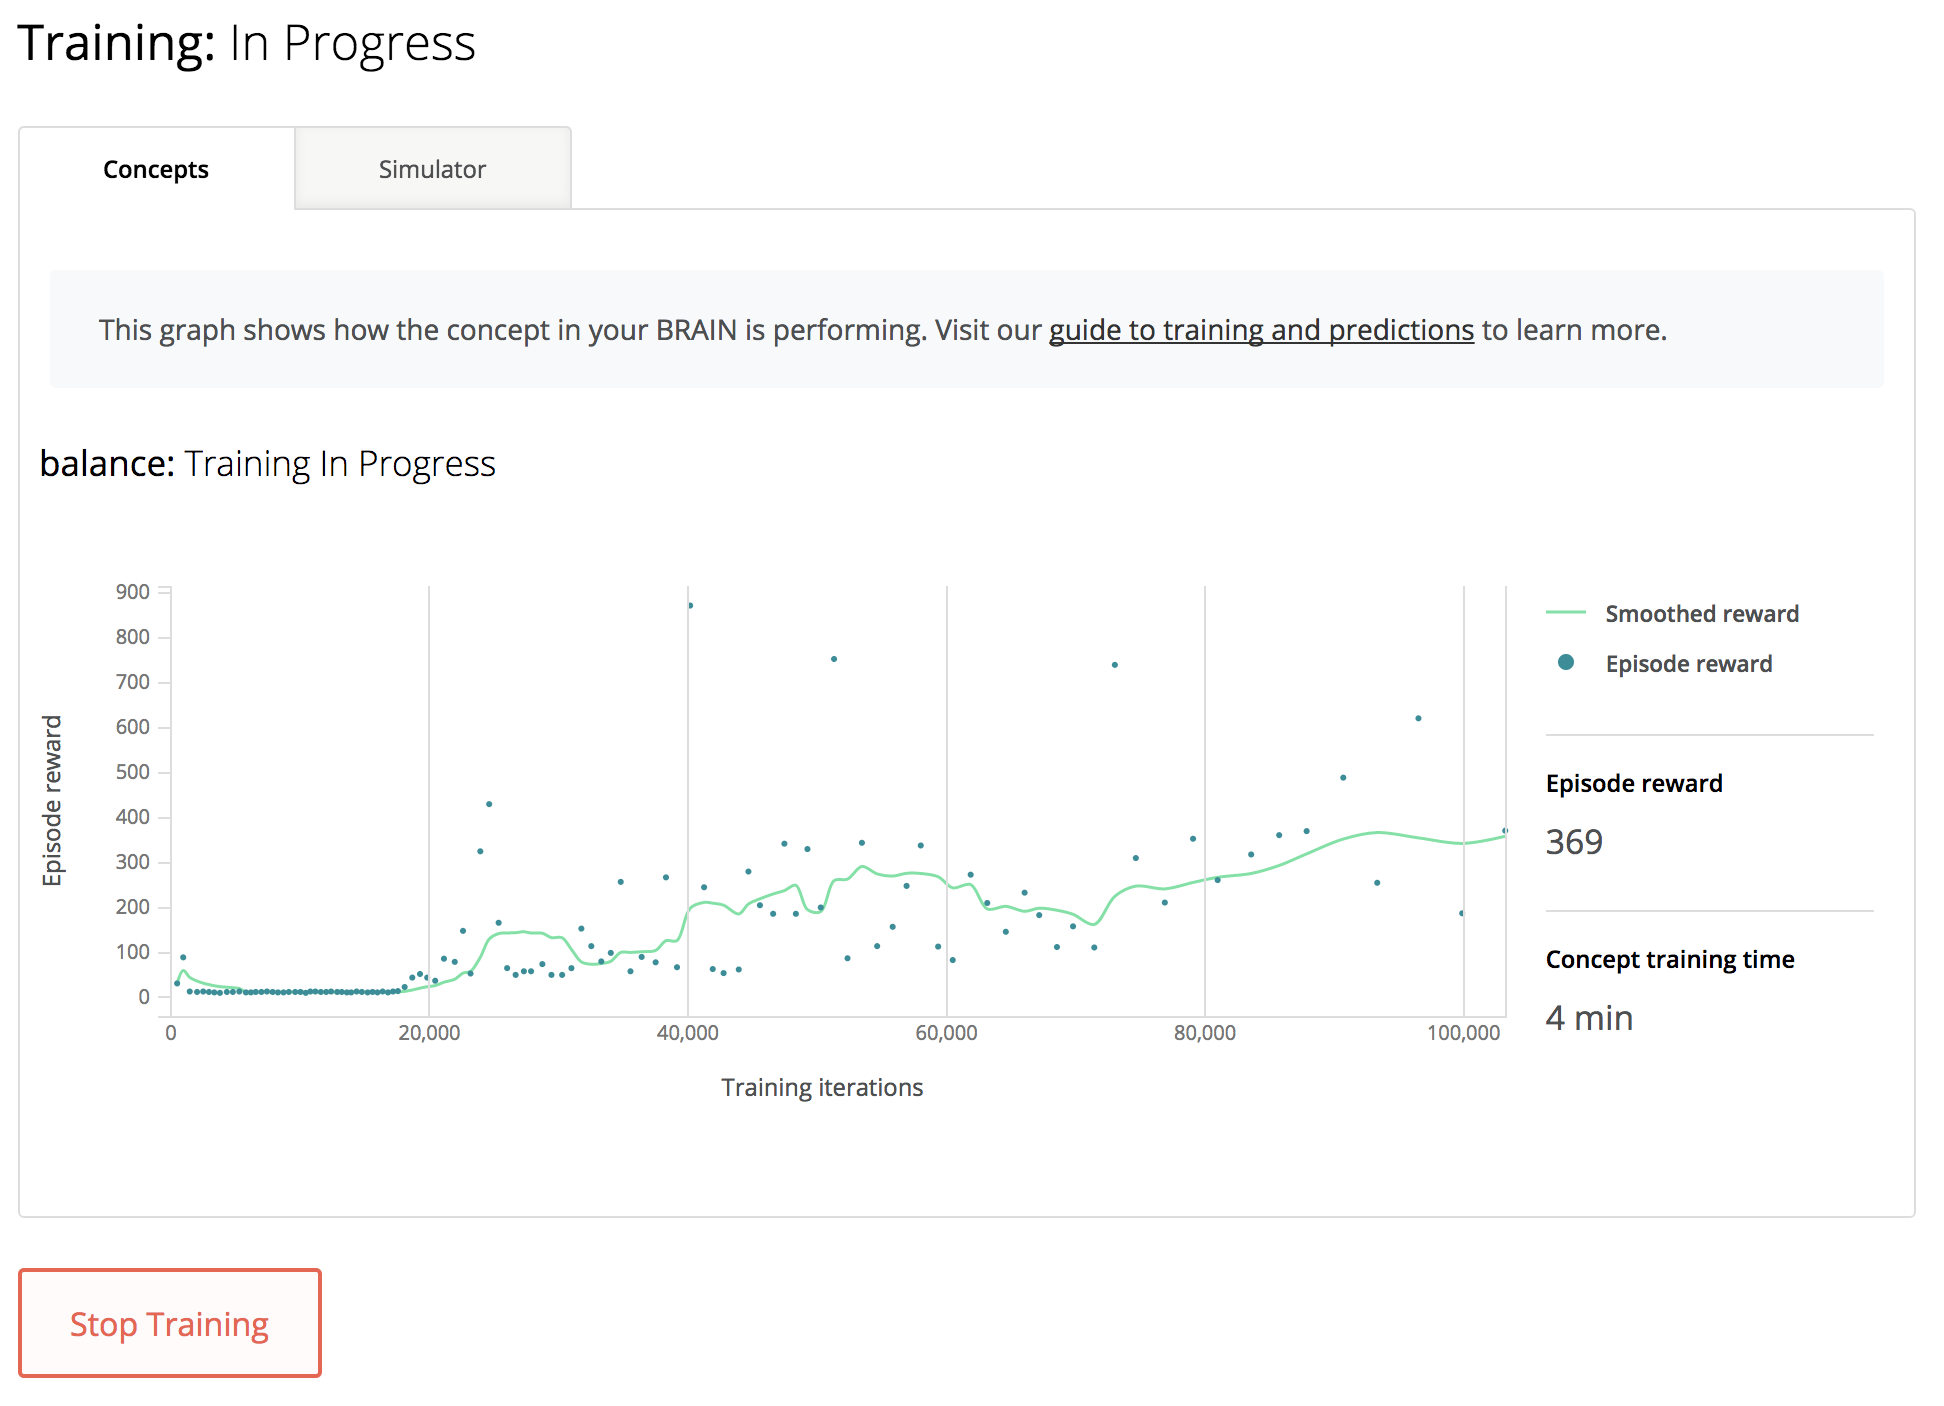 Training: In Progress
Concepts
Simulator
This graph shows how the concept in your BRAIN is performing. Visit our guide to training and predictions to learn more.
balance: Training In Progress
900
800
700
600
500
400
300
200
100
0
Episode reward
0
20,000
40,000
60,000
80,000
100,000
Training iterations
Smoothed reward
Episode reward
Episode reward
369
Concept training time
4 min
Stop Training